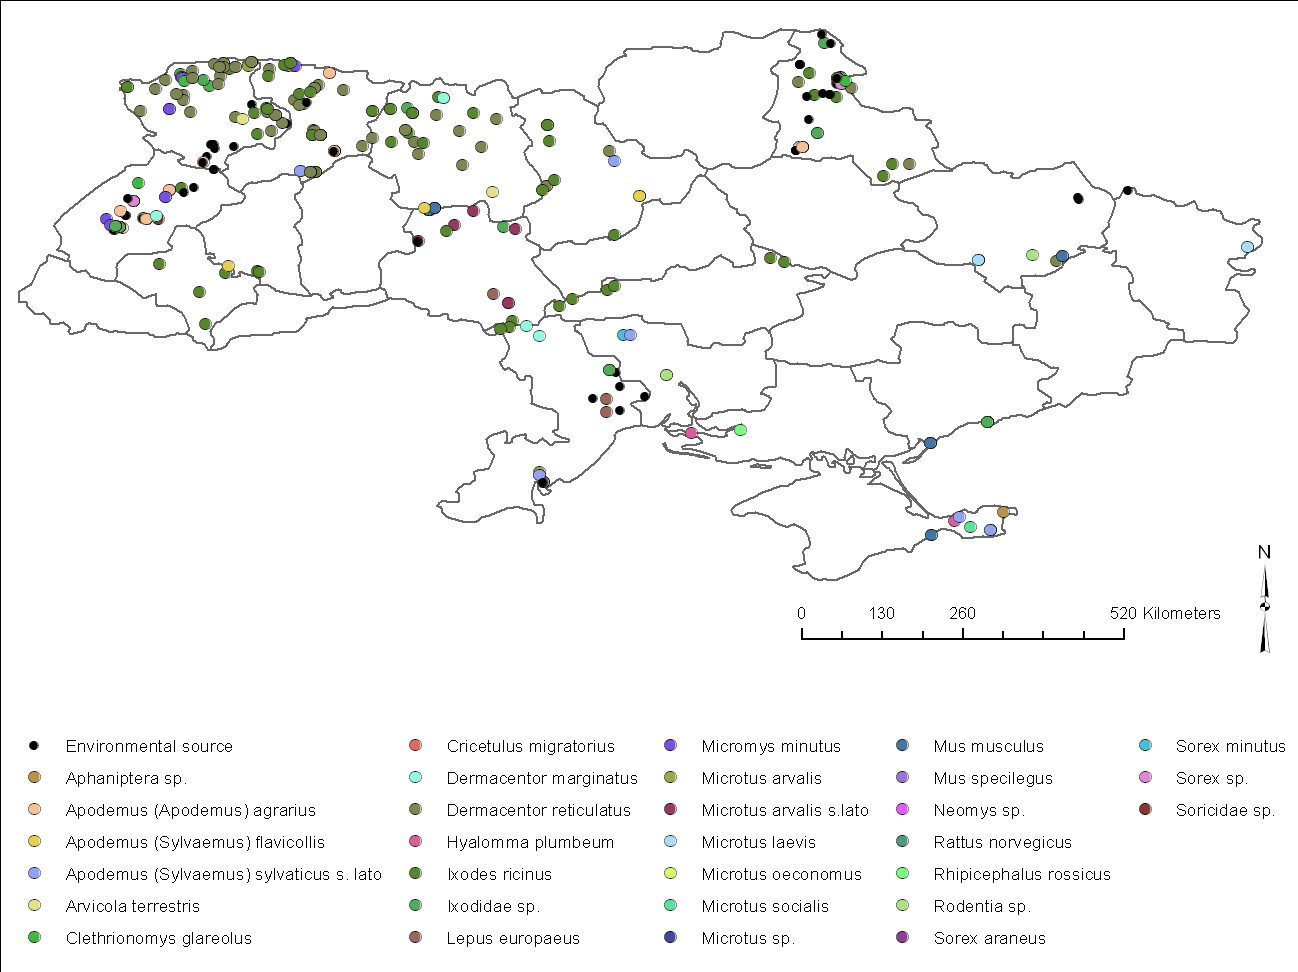 N
0 130 260 520 Kilometers
Environmental source
Aphaniptera sp.
Apodemus (Apodemus) agrarius
Apodemus (Sylvaemus) flavicollis
Apodemus (Sylvaemus) sylvaticus s. lato
Arvicola terrestris
Clethrionomys glareolus
Cricetulus migratorius
Dermacentor marginatus
Dermacentor reticulatus
Hyalomma plumbeum
Ixodes ricinus
Ixodidae sp.
Lepus europaeus
Micromys minutus
Microtus arvalis
Microtus arvalis s.lato
Microtus laevis
Microtus oeconomus
Microtus socialis
Microtus sp.
Mus musculus
Mus specilegus
Neomys sp.
Rattus norvegicus
Rhipicephalus rossicus
Rodentia sp.
Sorex araneus
Sorex minutus
Sorex sp.
Soricidae sp.